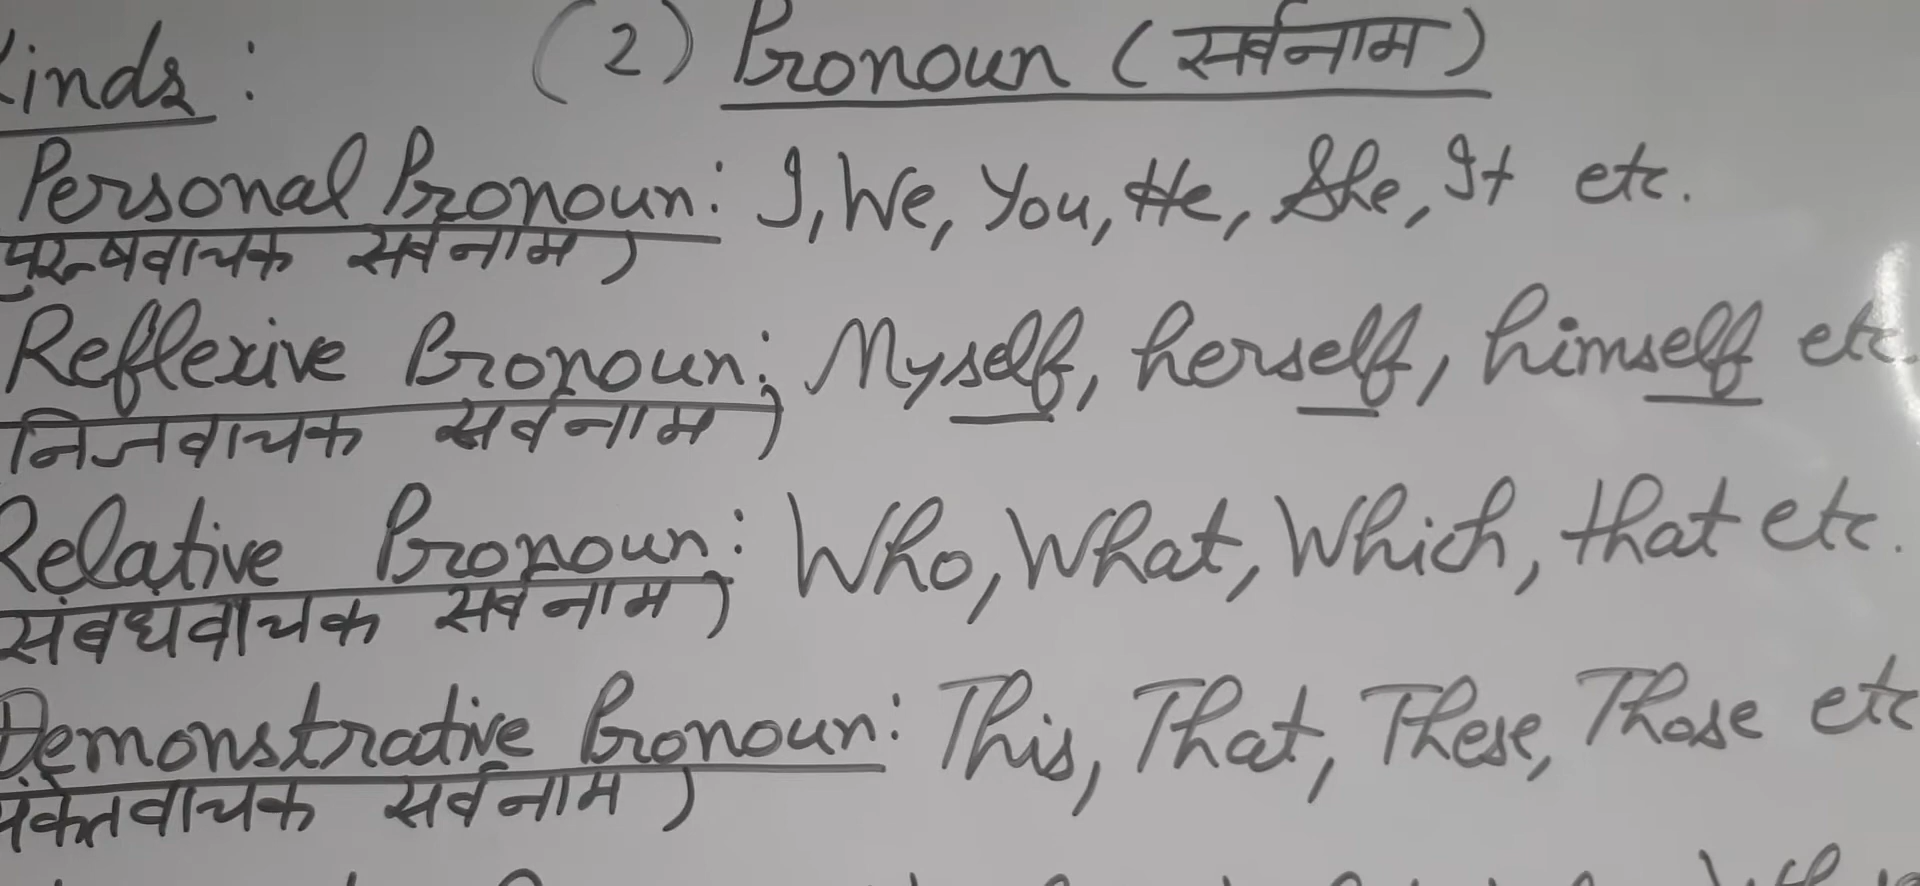 Kinds : (2) Pronoun (सर्वनाम)
Personal Pronoun: I, We, You, He, She, It etc.
पुरुषवाचक सर्वनाम)
Reflexive Pronoun: Myself, herself, himself etc.
निजवाचक सर्वनाम)
Relative Pronoun: Who, What, Which, that etc.
संबधवाचक सर्वनाम)
Demonstrative Pronoun: This, That, These, Those etc
संकेतवाचक सर्वनाम)